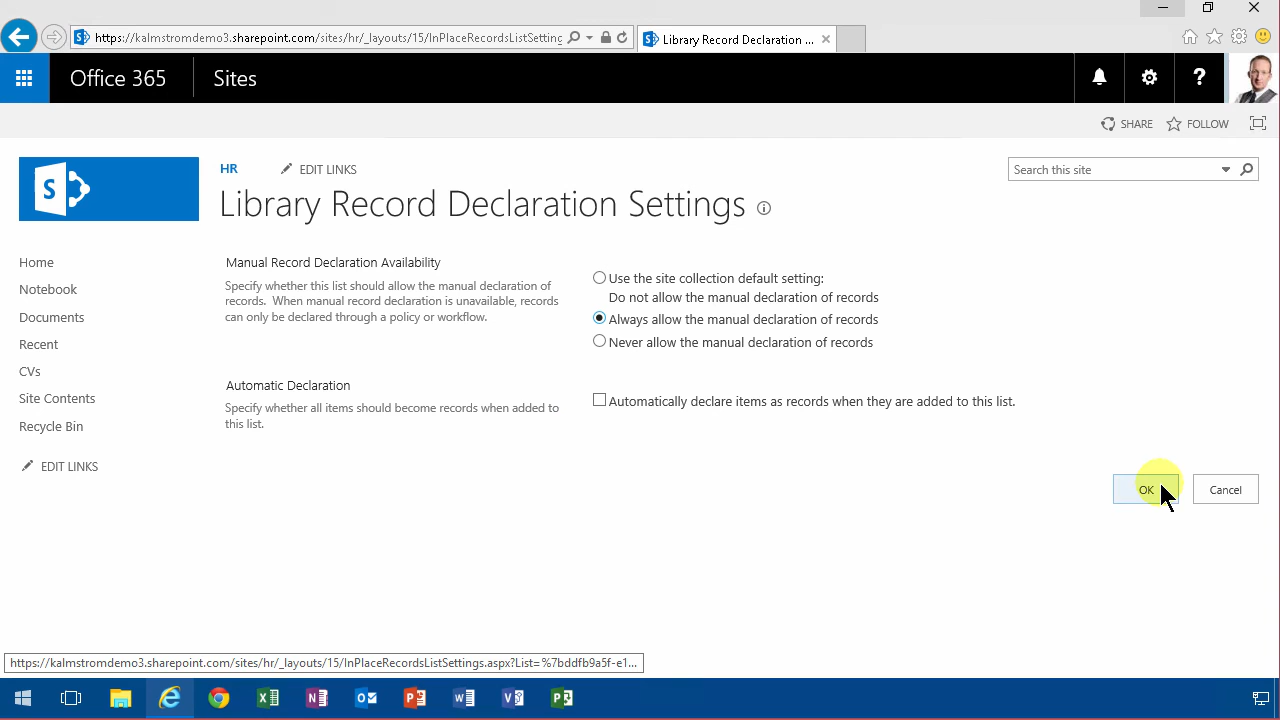 https://kalmstromdemo3.sharepoint.com/sites/hr/_layouts/15/InPlaceRecordsListSetting
Library Record Declaration ...
Office 365
Sites
?
SHARE
FOLLOW
S
HR
EDIT LINKS
Search this site
Library Record Declaration Settings
Home
Notebook
Documents
Recent
CVs
Site Contents
Recycle Bin
EDIT LINKS
Manual Record Declaration Availability
Specify whether this list should allow the manual declaration of
records. When manual record declaration is unavailable, records
can only be declared through a policy or workflow.
Use the site collection default setting:
Do not allow the manual declaration of records
Always allow the manual declaration of records
Never allow the manual declaration of records
Automatic Declaration
Specify whether all items should become records when added to
this list.
Automatically declare items as records when they are added to this list.
OK
Cancel
https://kalmstromdemo3.sharepoint.com/sites/hr/_layouts/15/InPlaceRecordsListSettings.aspx?List=%7bddfb9a5f-e1...